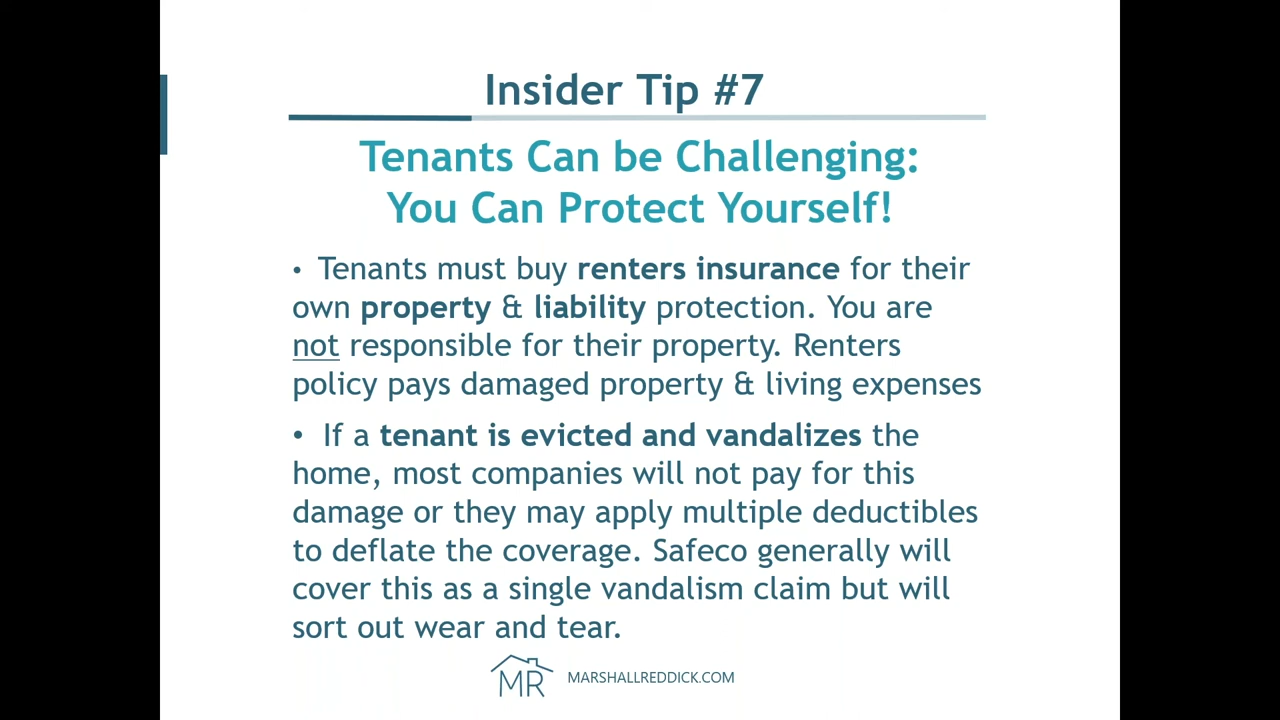 Insider Tip #7
Tenants Can be Challenging:
You Can Protect Yourself!
• Tenants must buy renters insurance for their
own property & liability protection. You are
not responsible for their property. Renters
policy pays damaged property & living expenses
• If a tenant is evicted and vandalizes the
home, most companies will not pay for this
damage or they may apply multiple deductibles
to deflate the coverage. Safeco generally will
cover this as a single vandalism claim but will
sort out wear and tear.
MR MARSHALLREDDICK.COM